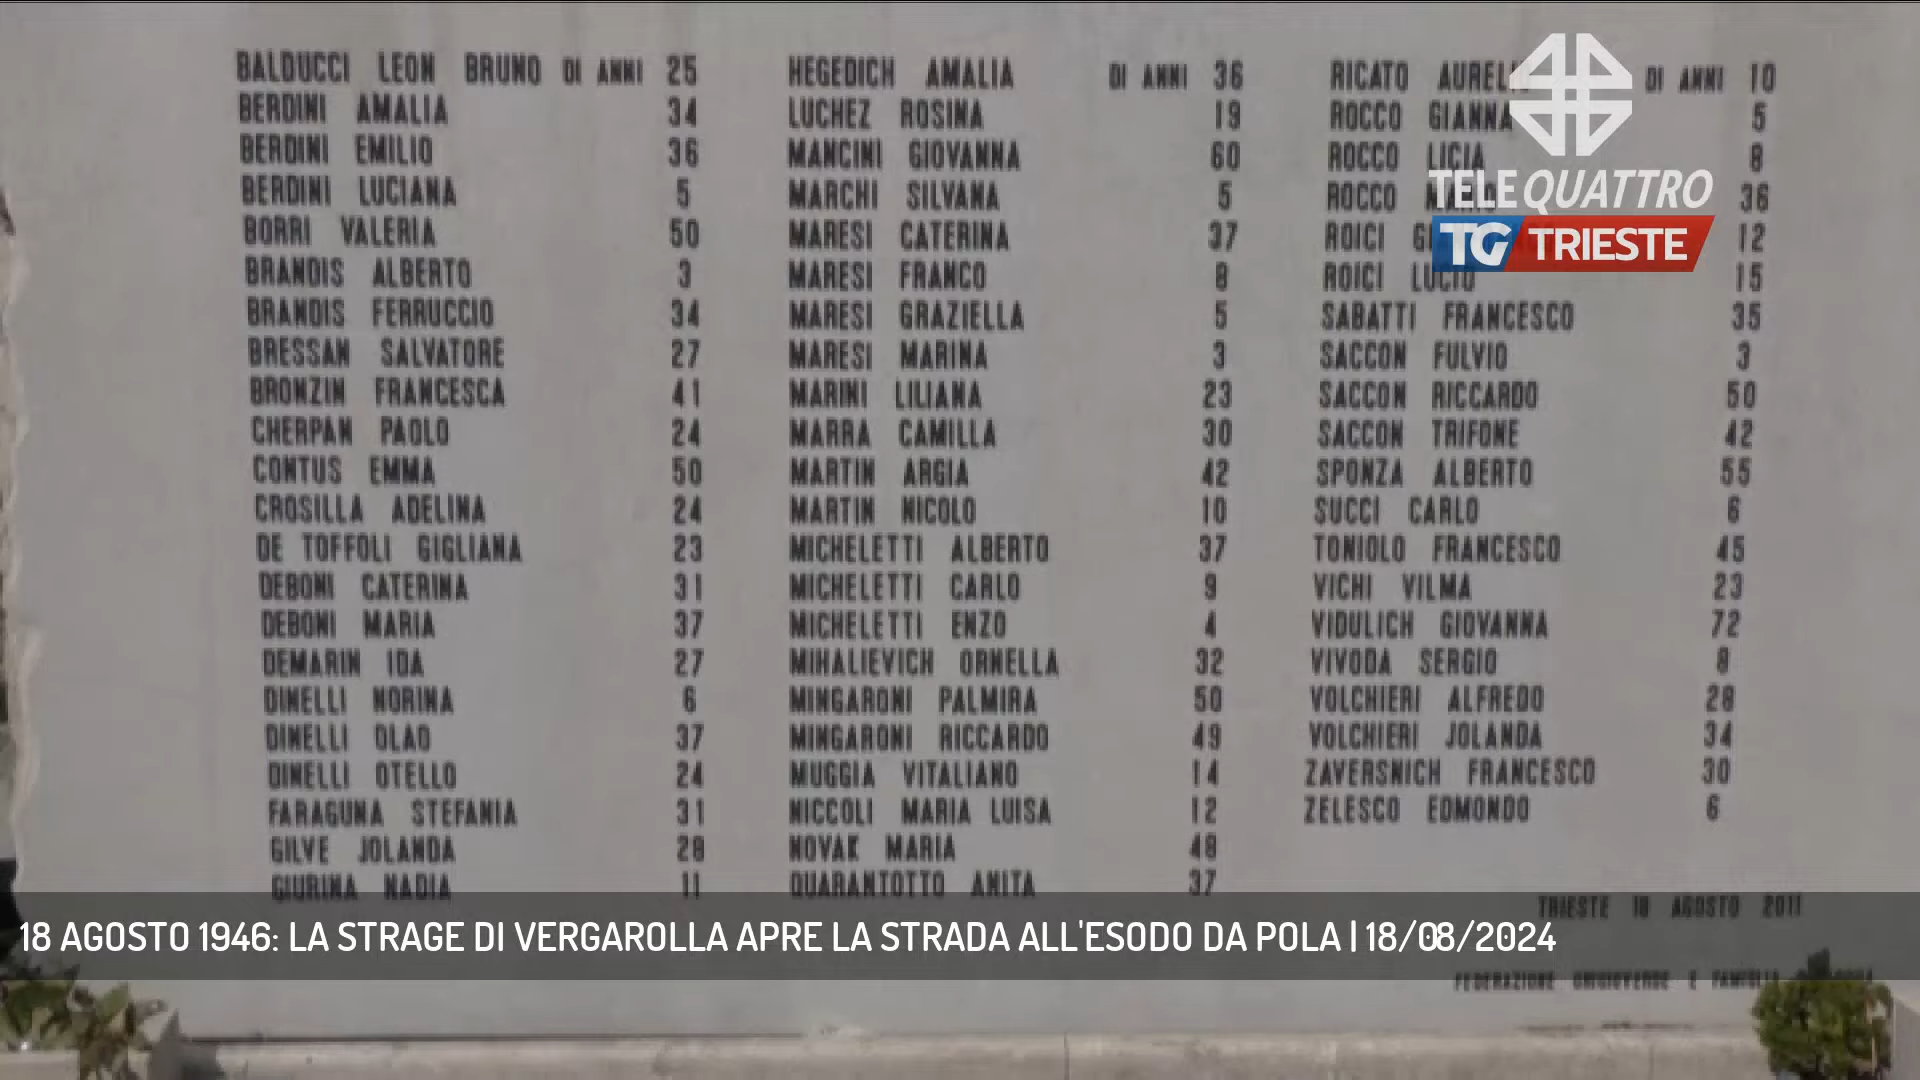 BALDUCCI LEON BRUNO DI ANNI 25
BERDINI AMALIA 34
BERDINI EMILIO 36
BERDINI LUCIANA 5
BORRI VALERIA 50
BRANDIS ALBERTO 3
BRANDIS FERRUCCIO 34
BRESSAN SALVATORE 27
BRONZIN FRANCESCA 41
CHERPAN PAOLO 24
CONTUS EMMA 50
CROSILLA ADELINA 24
DE TOFFOLI GIGLIANA 23
DEBONI CATERINA 31
DEBONI MARIA 37
DEMARIN IDA 27
DINELLI NORINA 6
DINELLI OLAO 37
DINELLI OTELLO 24
FARAGUNA STEFANIA 31
GILVE JOLANDA 28
GIURINA NADIA 11
HEGEDICH AMALIA DI ANNI 36
LUCHEZ ROSINA 19
MANCINI GIOVANNA 60
MARCHI SILVANA 5
MARESI CATERINA 37
MARESI FRANCO 8
MARESI GRAZIELLA 5
MARESI MARINA 3
MARINI LILIANA 23
MARRA CAMILLA 30
MARTIN ARGIA 42
MARTIN NICOLO 10
MICHELETTI ALBERTO 37
MICHELETTI CARLO 9
MICHELETTI ENZO 4
MIHALIEVICH ORNELLA 32
MINGARONI PALMIRA 50
MINGARONI RICCARDO 49
MUGGIA VITALIANO 14
NICCOLI MARIA LUISA 12
NOVAK MARIA 48
QUARANTOTTO ANITA 37
RICATO DI ANNI 10
ROCCO GIANNA 5
ROCCO LICIA 8
ROCCO 36
ROICI 12
ROICI LUCIO 15
SABATTI FRANCESCO 35
SACCON FULVIO 3
SACCON RICCARDO 50
SACCON TRIFONE 42
SPONZA ALBERTO 55
SUCCI CARLO 6
TONIOLO FRANCESCO 45
VICHI VILMA 23
VIDULICH GIOVANNA 72
VIVODA SERGIO 8
VOLCHIERI ALFREDO 28
VOLCHIERI JOLANDA 34
ZAVERSNICH FRANCESCO 30
ZELESCO EDMONDO 6
TRIESTE 18 AGOSTO 2011
FEDERAZIONE GRIGIOVERDE E FAMIGLIA
TELEQUATTRO
TG TRIESTE
18 AGOSTO 1946: LA STRAGE DI VERGAROLLA APRE LA STRADA ALL'ESODO DA POLA | 18/08/2024